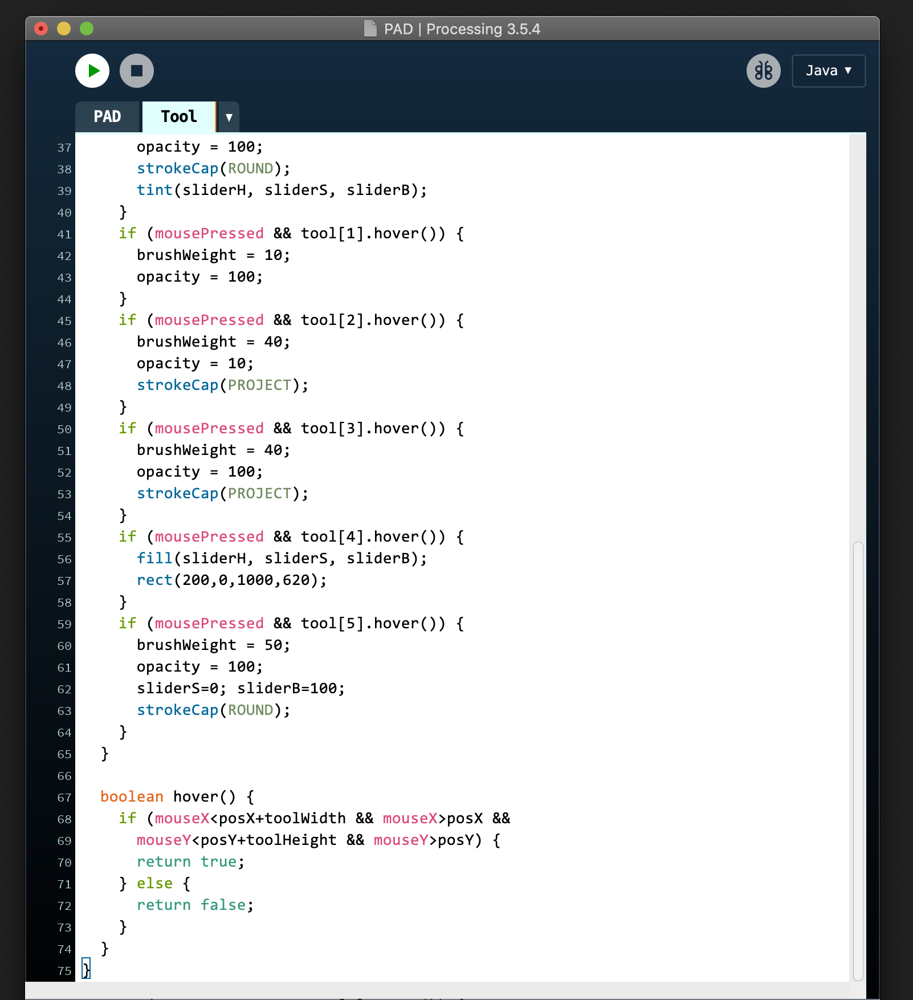 PAD | Processing 3.5.4
Java ▼
PAD Tool ▼
37 opacity = 100;
38 strokeCap(ROUND);
39 tint(sliderH, sliderS, sliderB);
40 }
41 if (mousePressed && tool[1].hover()) {
42 brushWeight = 10;
43 opacity = 100;
44 }
45 if (mousePressed && tool[2].hover()) {
46 brushWeight = 40;
47 opacity = 10;
48 strokeCap(PROJECT);
49 }
50 if (mousePressed && tool[3].hover()) {
51 brushWeight = 40;
52 opacity = 100;
53 strokeCap(PROJECT);
54 }
55 if (mousePressed && tool[4].hover()) {
56 fill(sliderH, sliderS, sliderB);
57 rect(200,0,1000,620);
58 }
59 if (mousePressed && tool[5].hover()) {
60 brushWeight = 50;
61 opacity = 100;
62 sliderS=0; sliderB=100;
63 strokeCap(ROUND);
64 }
65 }
66
67 boolean hover() {
68 if (mouseX<posX+toolWidth && mouseX>posX &&
69 mouseY<posY+toolHeight && mouseY>posY) {
70 return true;
71 } else {
72 return false;
73 }
74 }
75 }